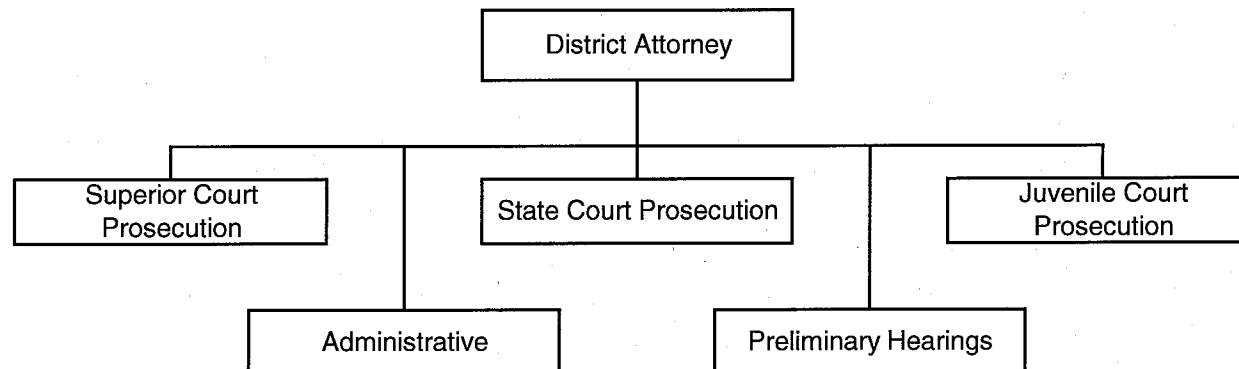 District Attorney
Superior Court
Prosecution
State Court Prosecution
Juvenile Court
Prosecution
Administrative
Preliminary Hearings